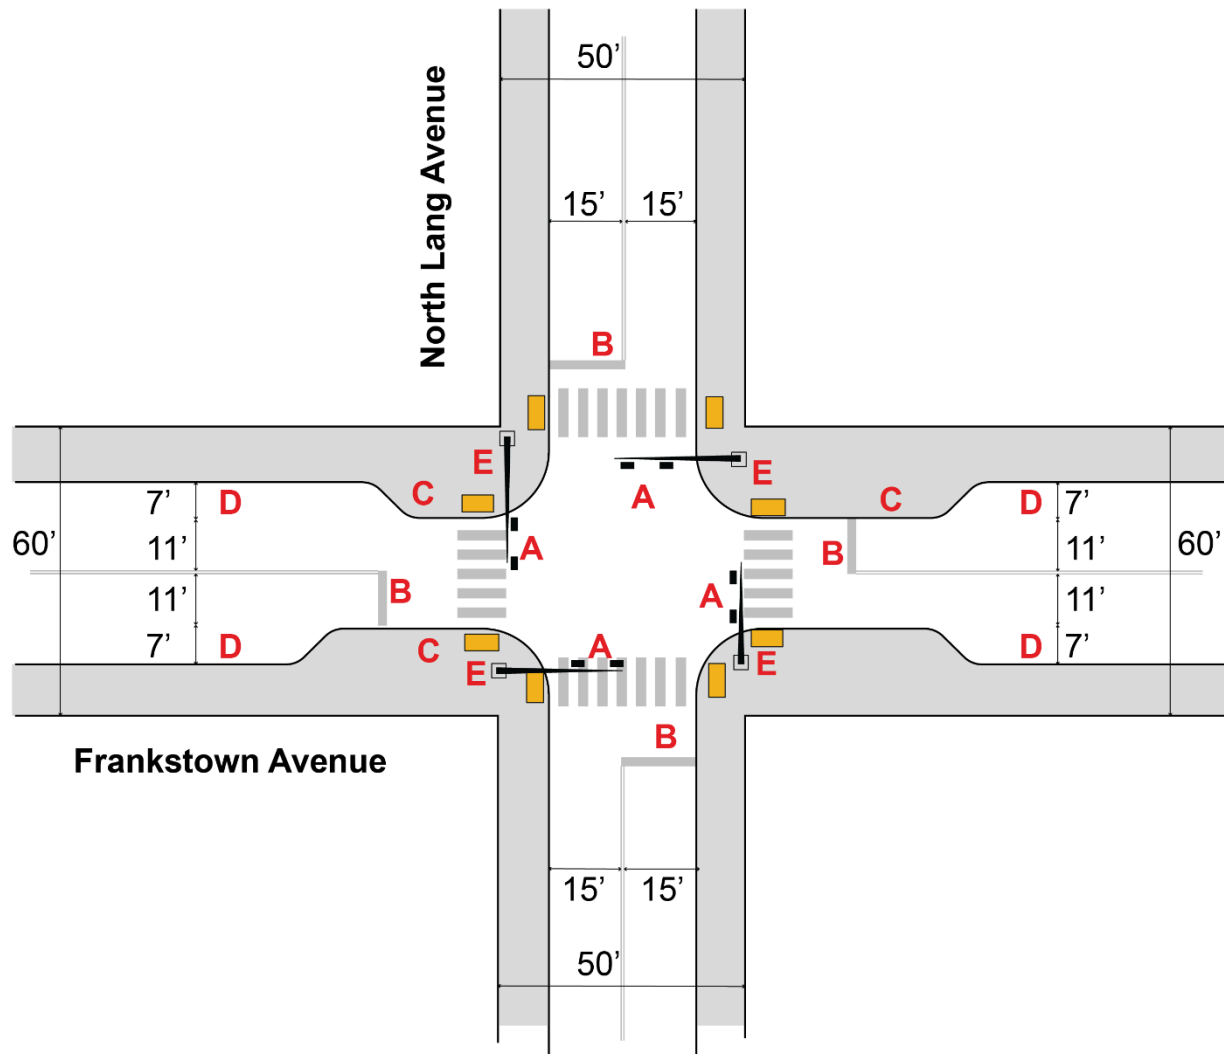 50’
North Lang Avenue
15’ 15’
B
E
E
C
A
C
D
D
7’
7’
60’
11’
A
B
11’
60’
11’
B
A
11’
7’
D
C
A
E
E
D
7’
B
Frankstown Avenue
15’ 15’
50’